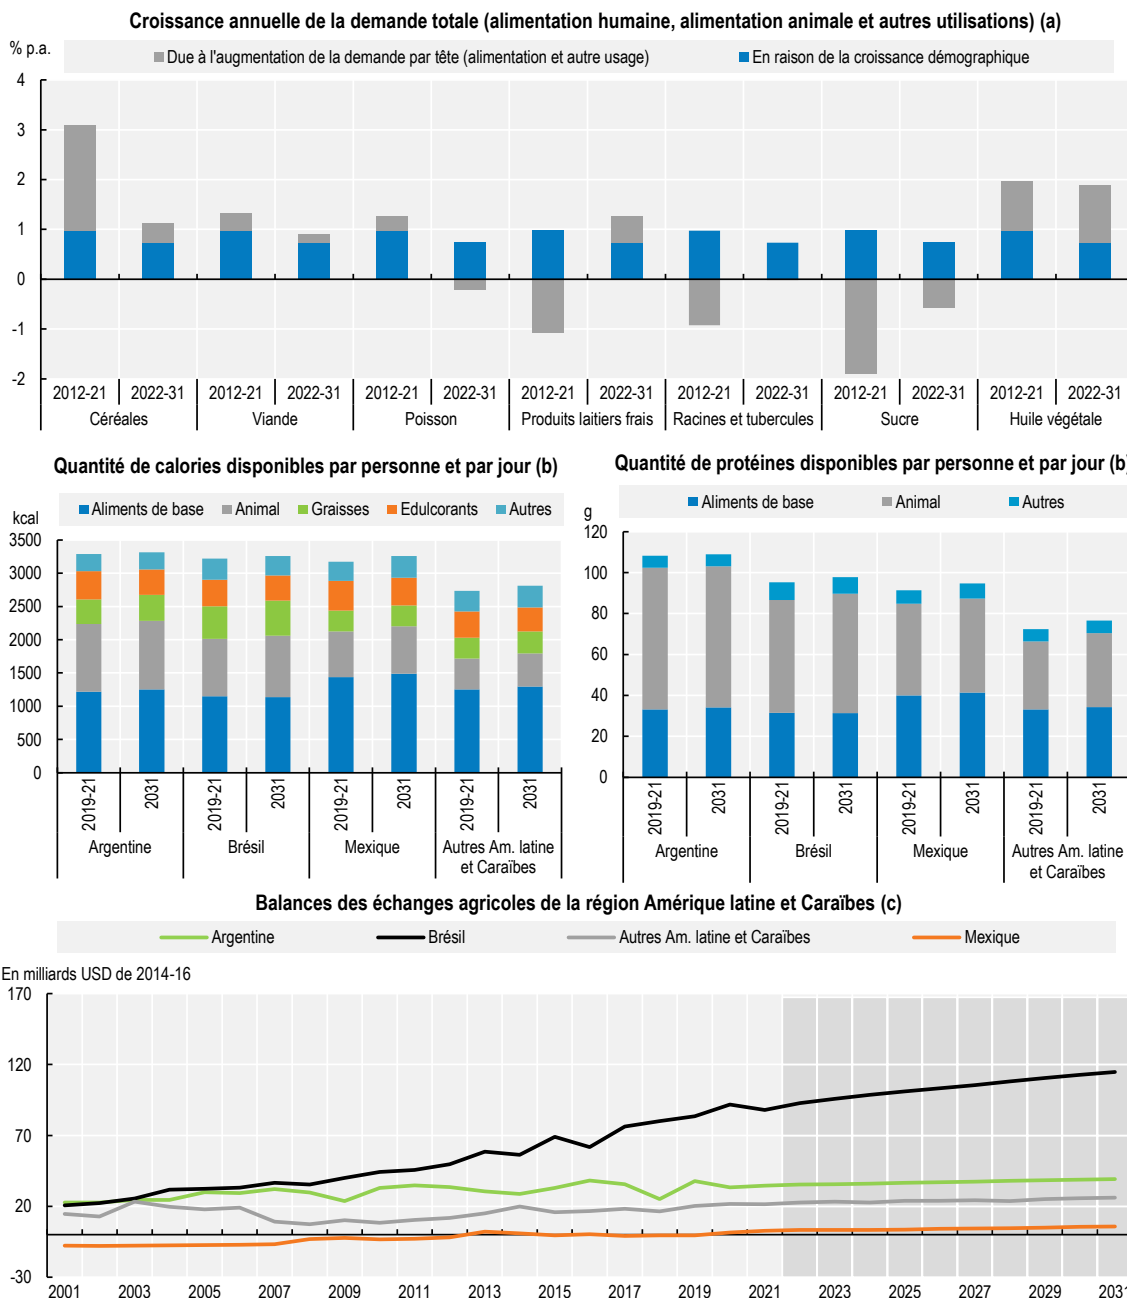 Croissance annuelle de la demande totale (alimentation humaine, alimentation animale et autres utilisations) (a)
% p.a.
Due à l'augmentation de la demande par tête (alimentation et autre usage)
En raison de la croissance démographique
4
3
2
1
0
-1
-2
2012-21 2022-31 2012-21 2022-31 2012-21 2022-31 2012-21 2022-31 2012-21 2022-31 2012-21 2022-31 2012-21 2022-31
Céréales Viande Poisson Produits laitiers frais Racines et tubercules Sucre Huile végétale
Quantité de calories disponibles par personne et par jour (b)
Aliments de base Animal Graisses Edulcorants Autres
kcal
3500
3000
2500
2000
1500
1000
500
0
2019-21 2031 2019-21 2031 2019-21 2031 2019-21 2031
Argentine Brésil Mexique Autres Am. latine
et Caraïbes
Quantité de protéines disponibles par personne et par jour (b)
Aliments de base Animal Autres
g
120
100
80
60
40
20
0
2019-21 2031 2019-21 2031 2019-21 2031 2019-21 2031
Argentine Brésil Mexique Autres Am. latine
et Caraïbes
Balances des échanges agricoles de la région Amérique latine et Caraïbes (c)
Argentine Brésil Autres Am. latine et Caraïbes Mexique
En milliards USD de 2014-16
170
120
70
20
-30
2001 2003 2005 2007 2009 2011 2013 2015 2017 2019 2021 2023 2025 2027 2029 2031